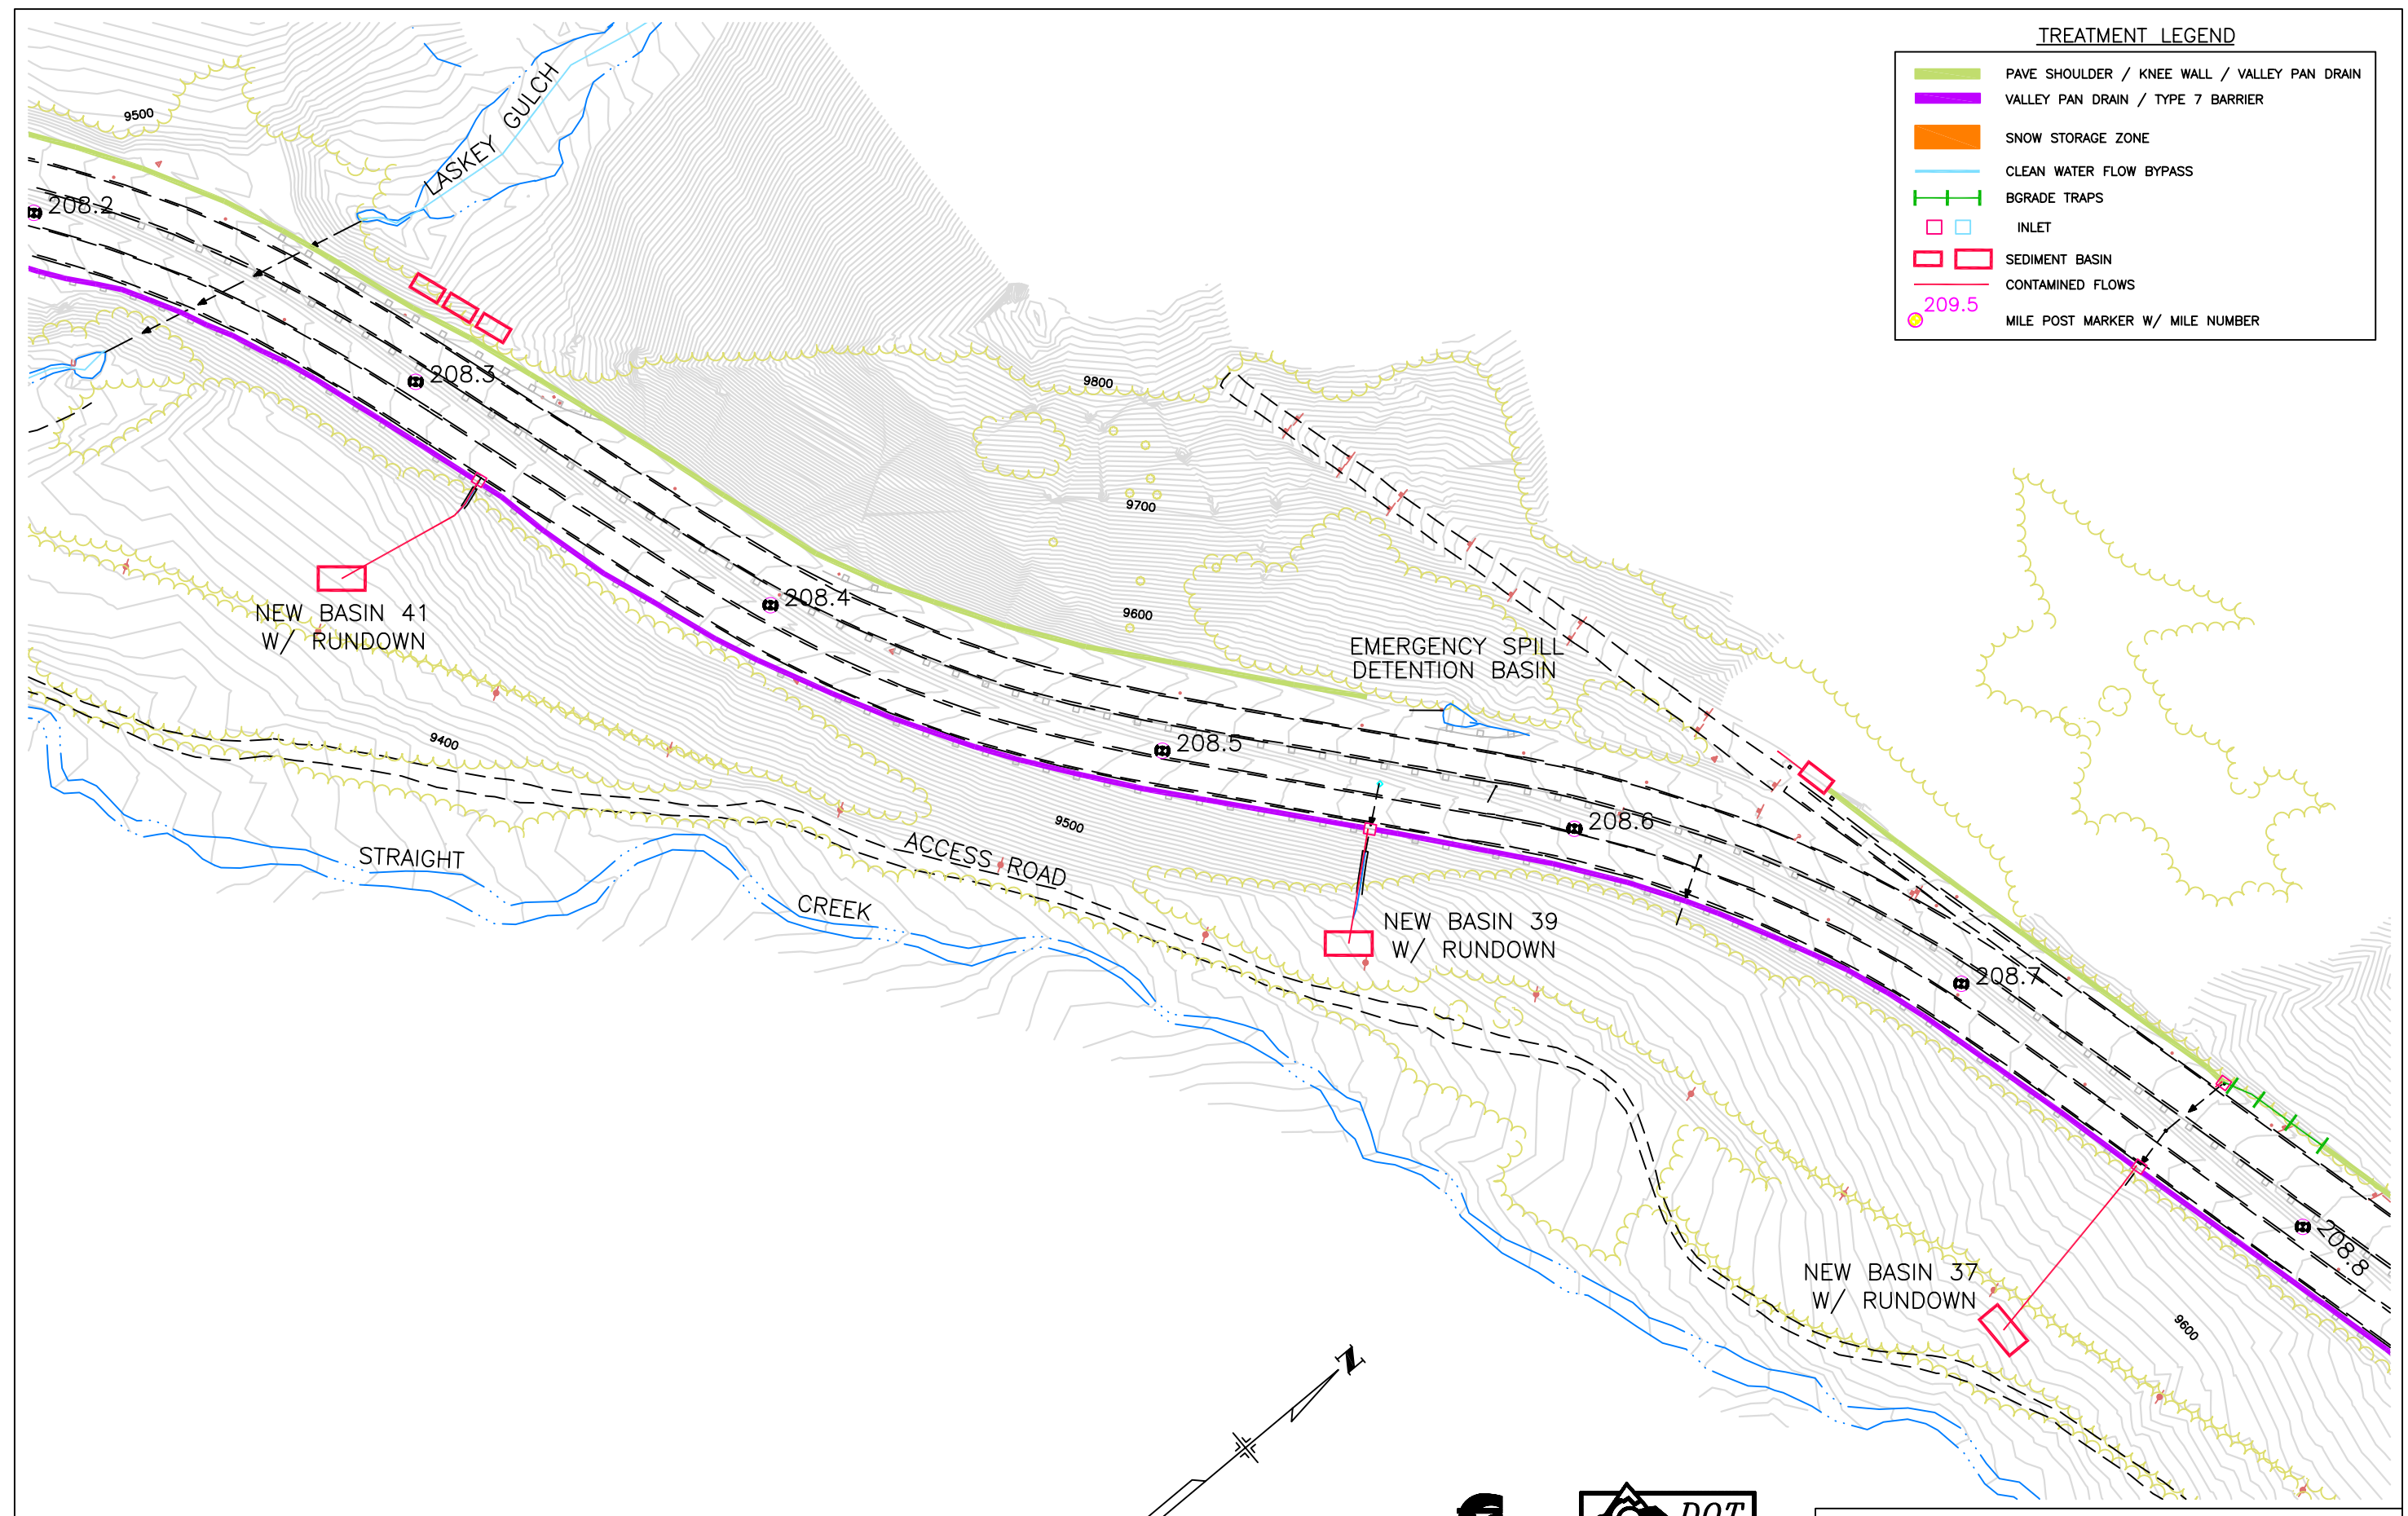 TREATMENT LEGEND
PAVE SHOULDER / KNEE WALL / VALLEY PAN DRAIN
VALLEY PAN DRAIN / TYPE 7 BARRIER
SNOW STORAGE ZONE
CLEAN WATER FLOW BYPASS
BGRADE TRAPS
INLET
SEDIMENT BASIN
CONTAMINED FLOWS
209.5
MILE POST MARKER W/ MILE NUMBER
9500
LASKEY GULCH
208.2
208.3
9800
9700
9600
208.4
NEW BASIN 41
W/ RUNDOWN
EMERGENCY SPILL
DETENTION BASIN
9400
208.5
9500
208.6
STRAIGHT
CREEK
ACCESS ROAD
NEW BASIN 39
W/ RUNDOWN
208.7
208.8
NEW BASIN 37
W/ RUNDOWN
9600
N
DOT